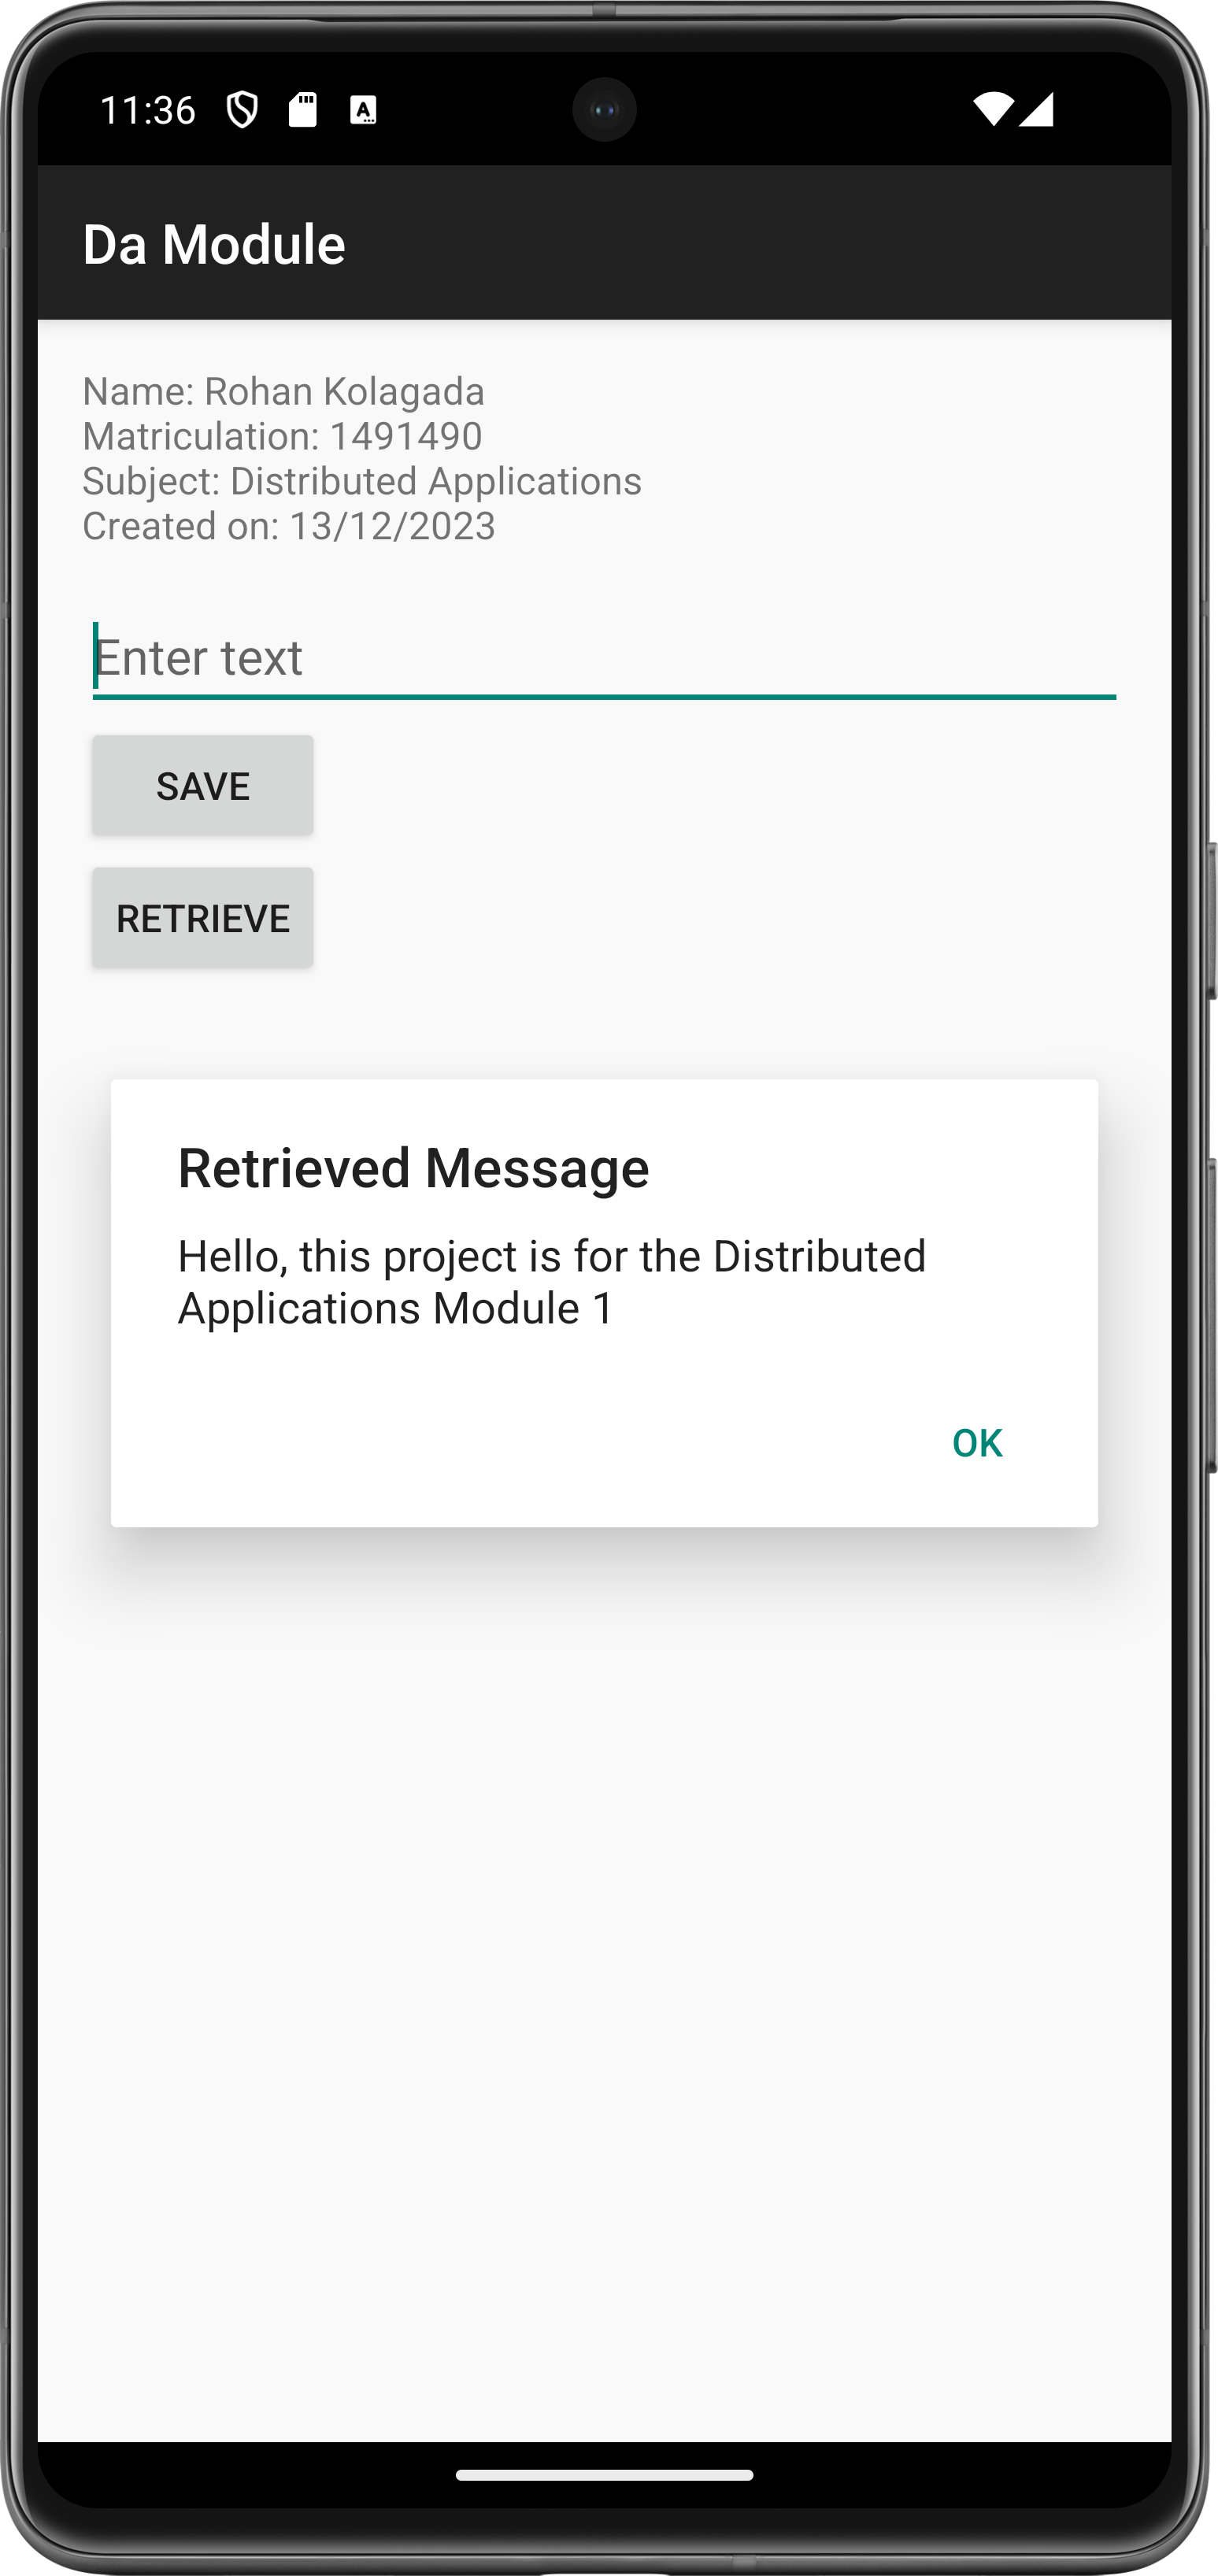 11:36
Da Module
Name: Rohan Kolagada
Matriculation: 1491490
Subject: Distributed Applications
Created on: 13/12/2023
Enter text
SAVE
RETRIEVE
Retrieved Message
Hello, this project is for the Distributed
Applications Module 1
OK